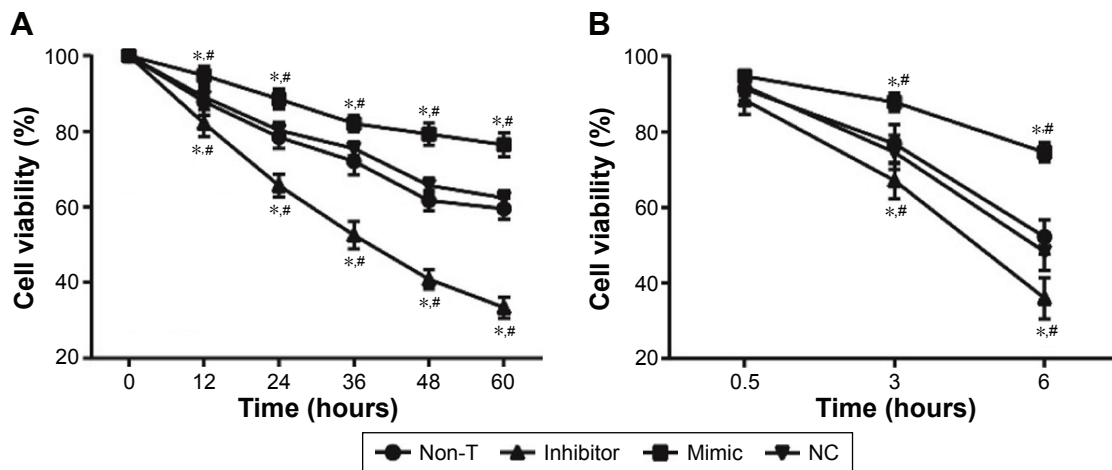 A
Cell viability (%)
100
80
60
40
20
*,#
*,#
*,#
*,#
*,#
*,#
*,#
*,#
*,#
*,#
0 12 24 36 48 60
Time (hours)
B
Cell viability (%)
100
80
60
40
20
*,#
*,#
*,#
*,#
0.5 3 6
Time (hours)
Non-T Inhibitor Mimic NC